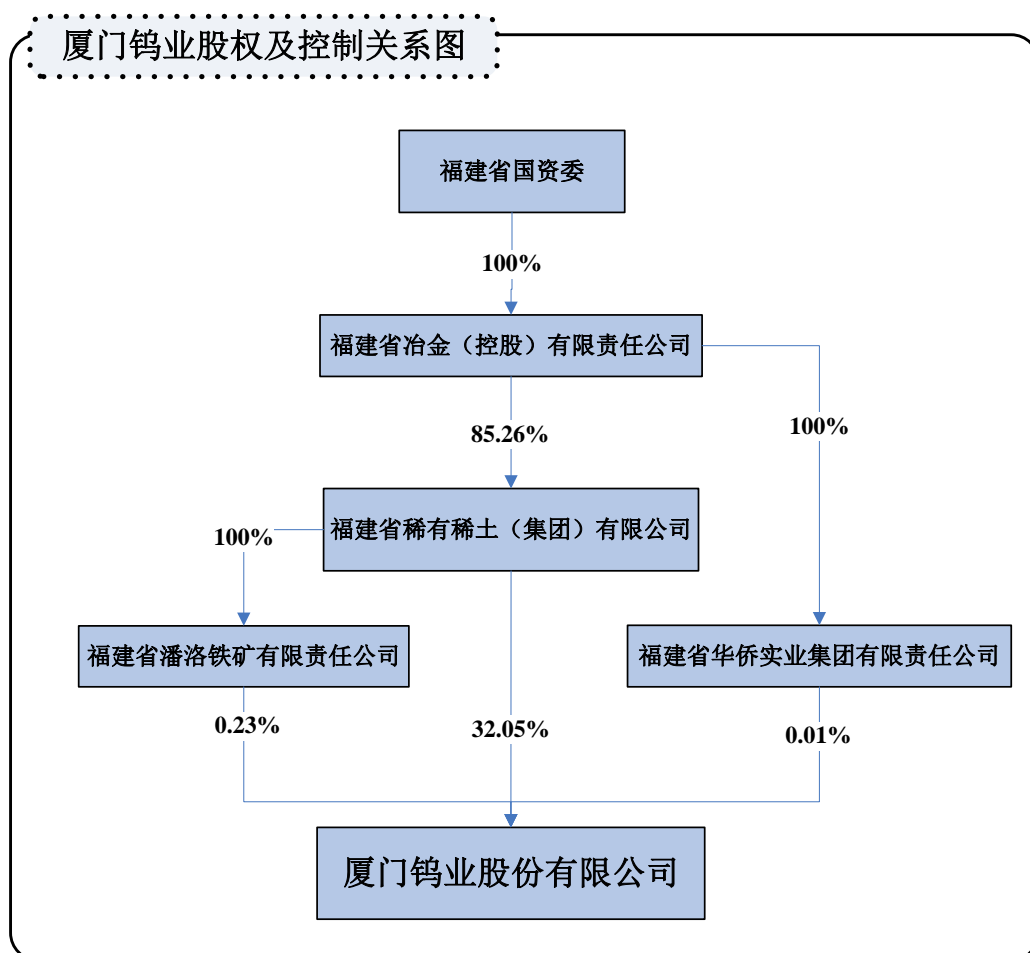 厦门钨业股权及控制关系图
福建省国资委
100%
福建省冶金（控股）有限责任公司
85.26%
100%
福建省稀有稀土（集团）有限公司
100%
福建省潘洛铁矿有限责任公司
福建省华侨实业集团有限责任公司
0.23%
32.05%
0.01%
厦门钨业股份有限公司